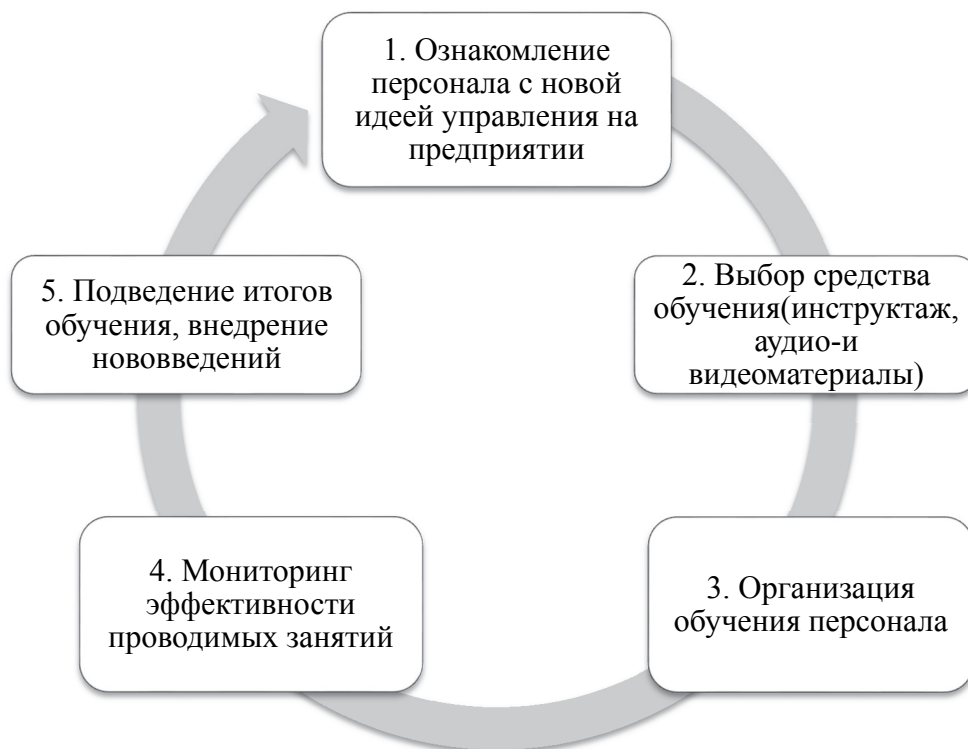 1. Ознакомление
персонала с новой
идеей управления на
предприятии
2. Выбор средства
обучения(инструктаж,
аудио-и
видеоматериалы)
3. Организация
обучения персонала
4. Мониторинг
эффективности
проводимых занятий
5. Подведение итогов
обучения, внедрение
нововведений